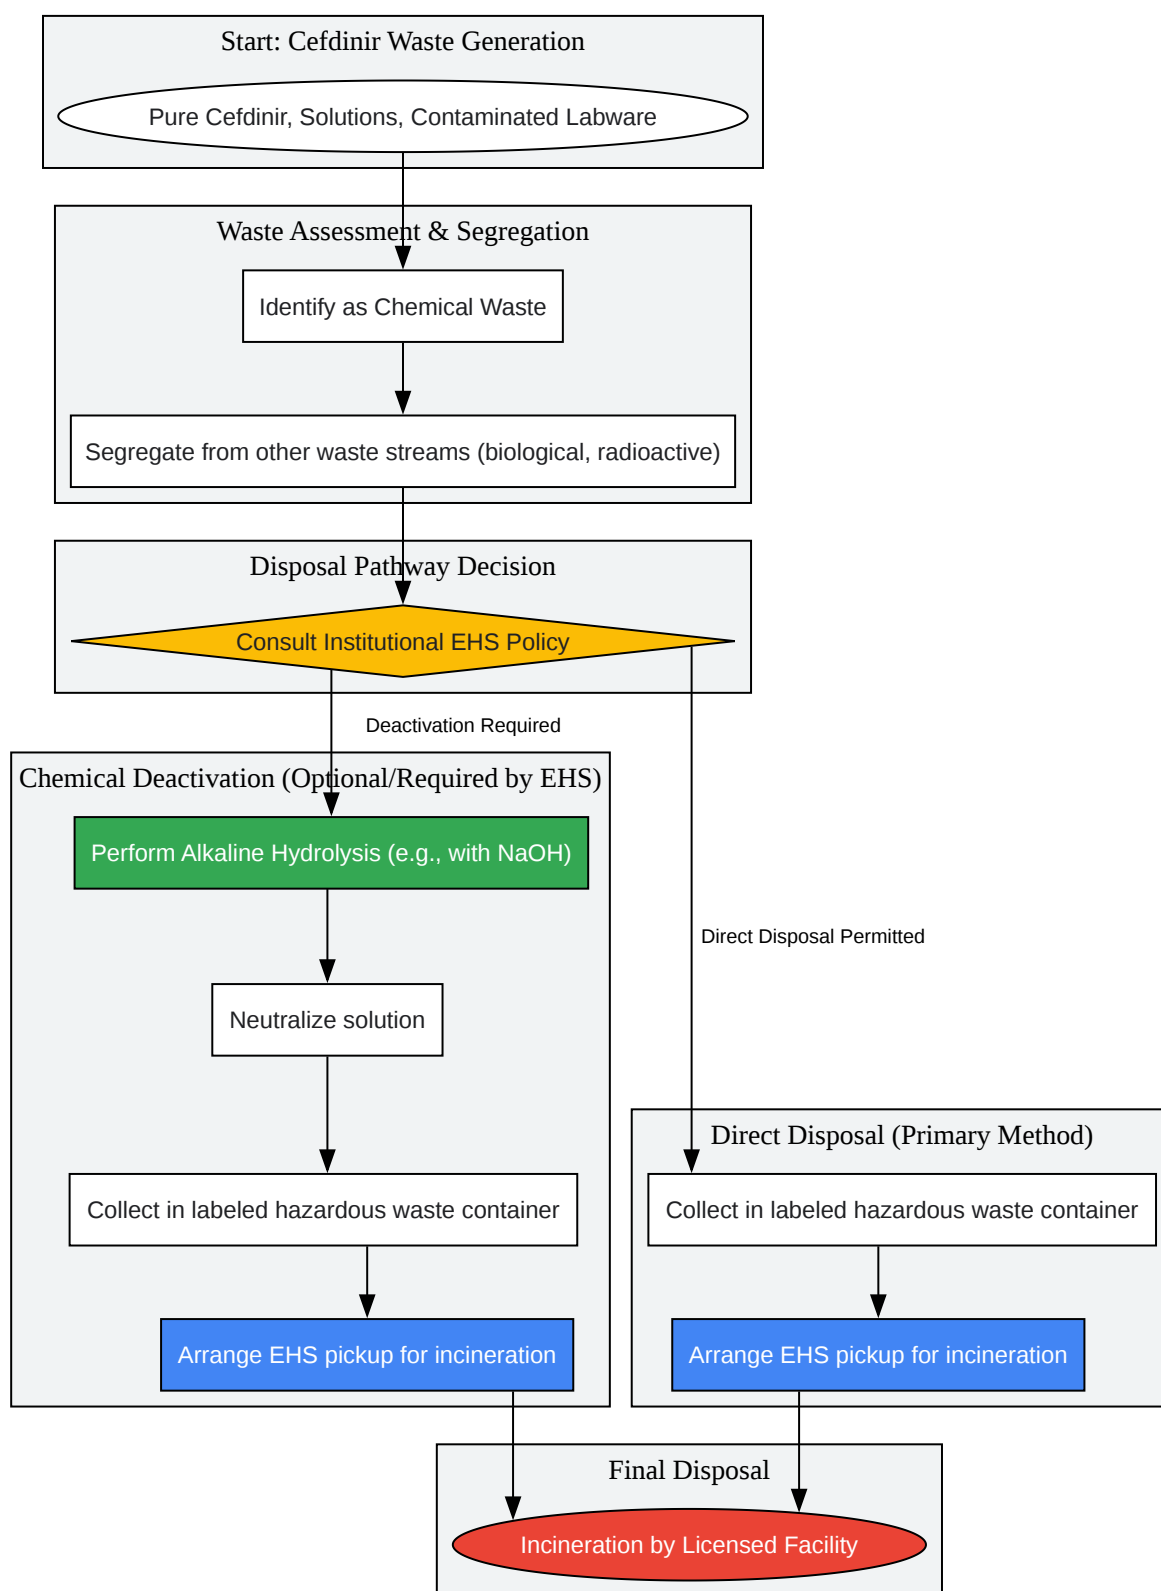 Start: Cefdinir Waste Generation
Pure Cefdinir, Solutions, Contaminated Labware
Waste Assessment & Segregation
Identify as Chemical Waste
Segregate from other waste streams (biological, radioactive)
Disposal Pathway Decision
Consult Institutional EHS Policy
Deactivation Required
Chemical Deactivation (Optional/Required by EHS)
Perform Alkaline Hydrolysis (e.g., with NaOH)
Neutralize solution
Collect in labeled hazardous waste container
Arrange EHS pickup for incineration
Direct Disposal Permitted
Direct Disposal (Primary Method)
Collect in labeled hazardous waste container
Arrange EHS pickup for incineration
Final Disposal
Incineration by Licensed Facility